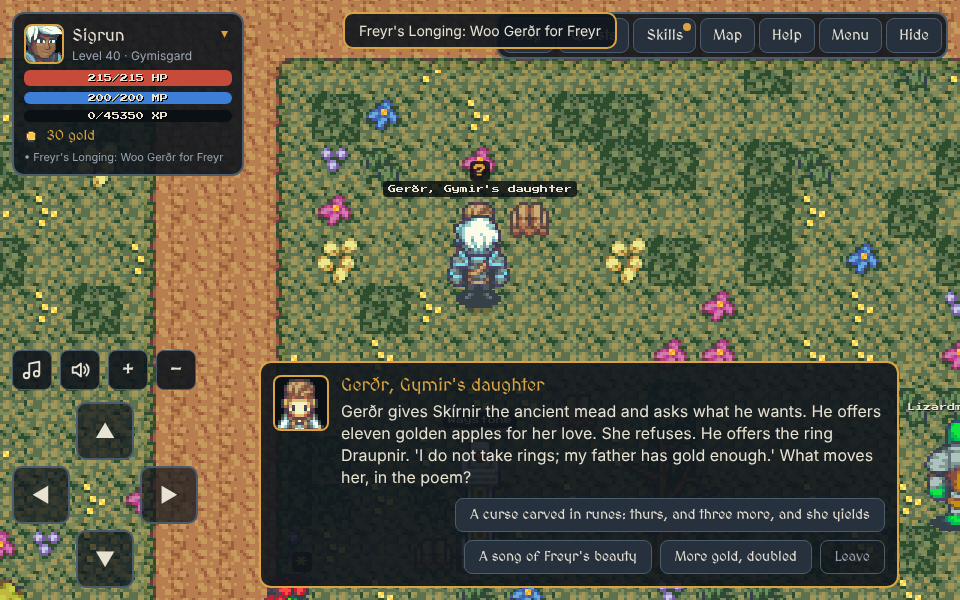 Sigrun
Level 40 · Gymisgard
215/215 HP
200/200 MP
0/45350 XP
30 gold
• Freyr's Longing: Woo Gerðr for Freyr
Freyr's Longing: Woo Gerðr for Freyr
Skills
Map
Help
Menu
Hide
?
Gerðr, Gymir's daughter
Lizardm
Gerðr, Gymir's daughter
Gerðr gives Skírnir the ancient mead and asks what he wants. He offers
eleven golden apples for her love. She refuses. He offers the ring
Draupnir. 'I do not take rings; my father has gold enough.' What moves
her, in the poem?
A curse carved in runes: thurs, and three more, and she yields
A song of Freyr's beauty
More gold, doubled
Leave